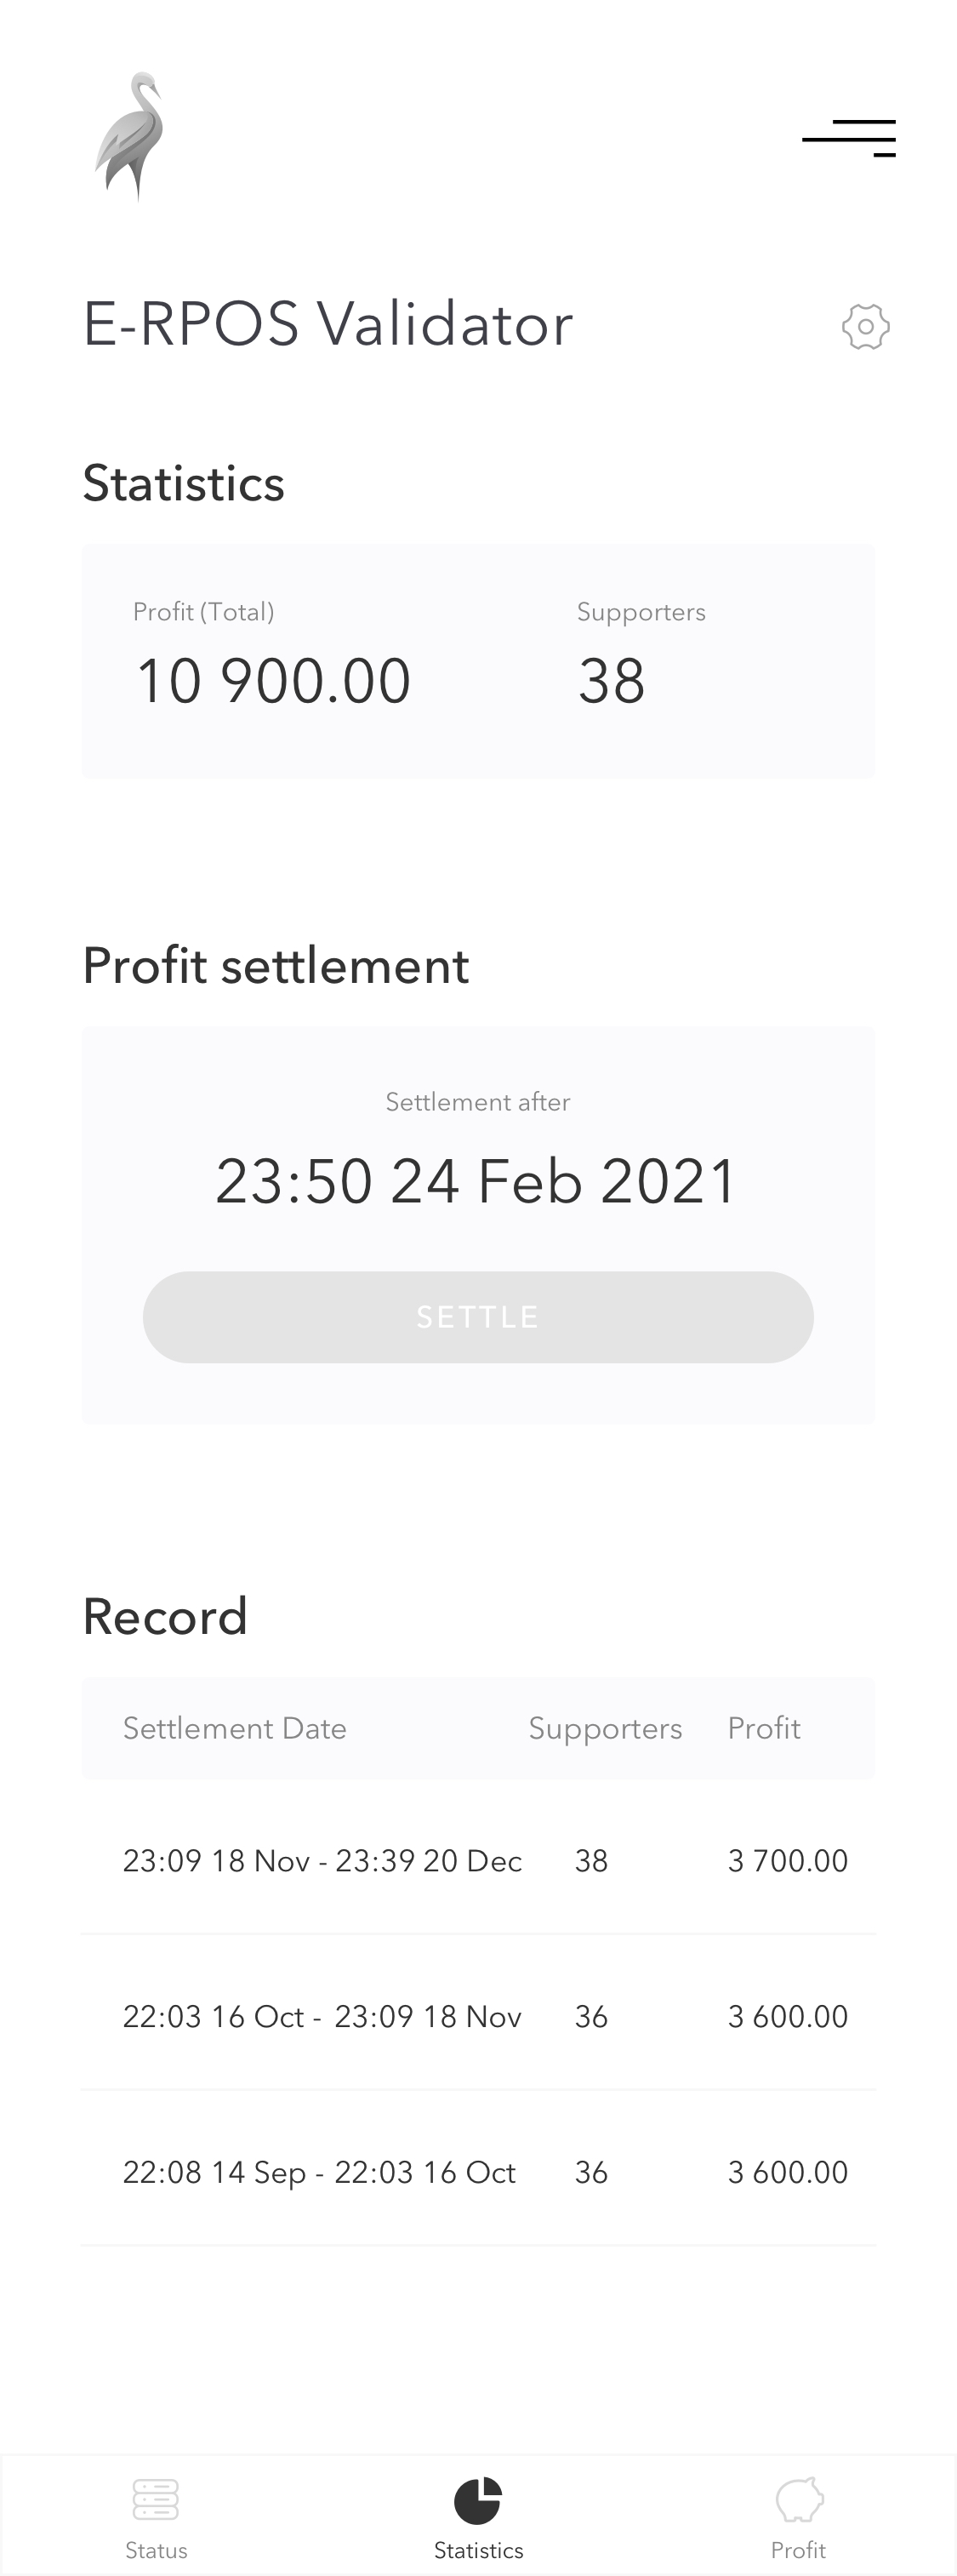 E-RPOS Validator
Statistics
Profit (Total) Supporters
10 900.00 38
Profit settlement
Settlement after
23:50 24 Feb 2021
SETTLE
Record
Settlement Date Supporters Profit
23:09 18 Nov - 23:39 20 Dec 38 3 700.00
22:03 16 Oct - 23:09 18 Nov 36 3 600.00
22:08 14 Sep - 22:03 16 Oct 36 3 600.00
Status Statistics Profit